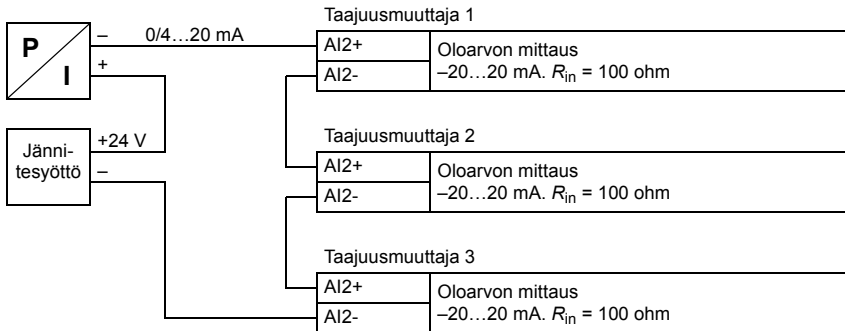 Taajuusmuuttaja 1
P
I
–
0/4…20 mA
+
AI2+
AI2-
Oloarvon mittaus
–20…20 mA. Rin = 100 ohm
Jänni-
tesyöttö
+24 V
–
Taajuusmuuttaja 2
AI2+
AI2-
Oloarvon mittaus
–20…20 mA. Rin = 100 ohm
Taajuusmuuttaja 3
AI2+
AI2-
Oloarvon mittaus
–20…20 mA. Rin = 100 ohm